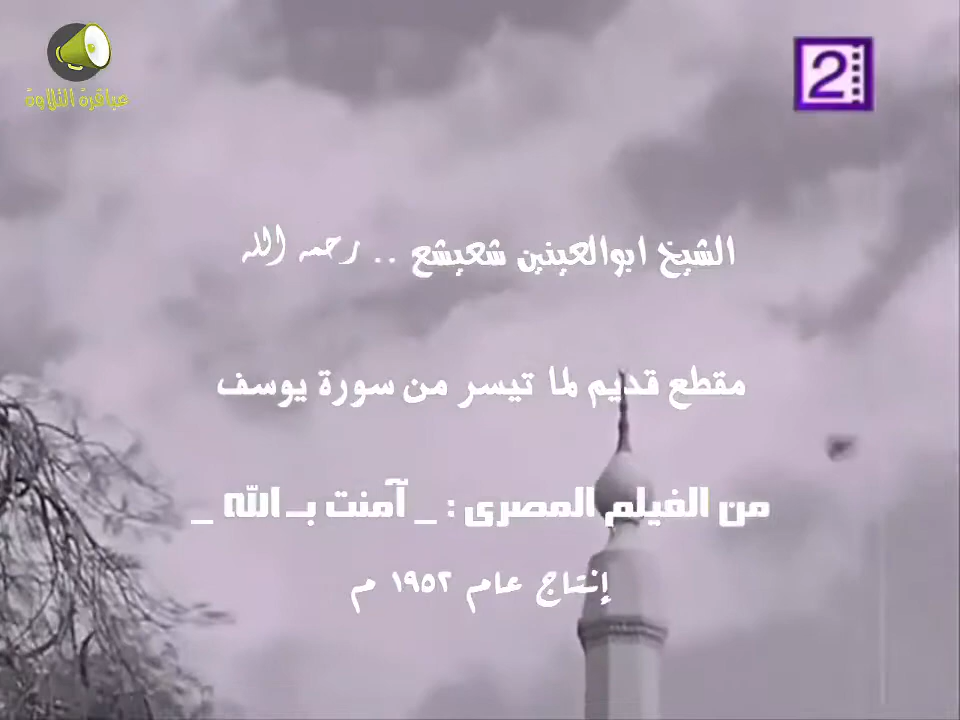 عباقرة التلاوة
2
الشيخ ابوالعينين شعيشع .. رحمه الله
مقطع قديم لما تيسر من سورة يوسف
من الفيلم المصرى : _ آمنت بـ الله _
إنتاج عام ١٩٥٢ م